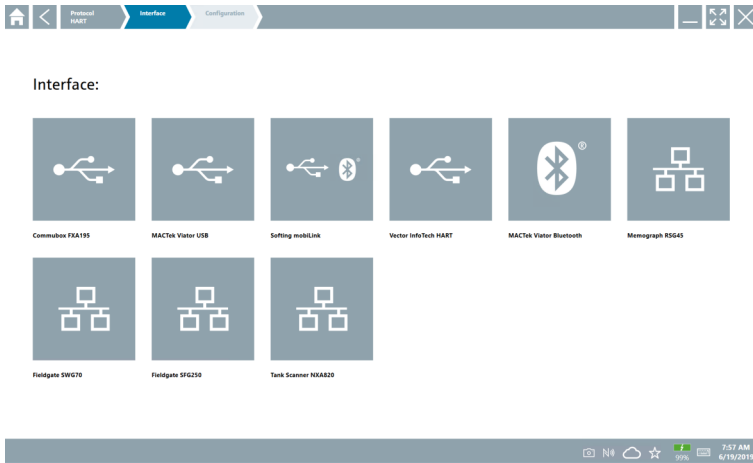 Protocol
HART
Interface
Configuration
Interface:
Commubox FXA195
MACTek Viator USB
Softing mobiLink
Vector InfoTech HART
MACTek Viator Bluetooth
Memograph RSG45
Fieldgate SWG70
Fieldgate SFG250
Tank Scanner NXA820
99%
7:57 AM
6/19/2019